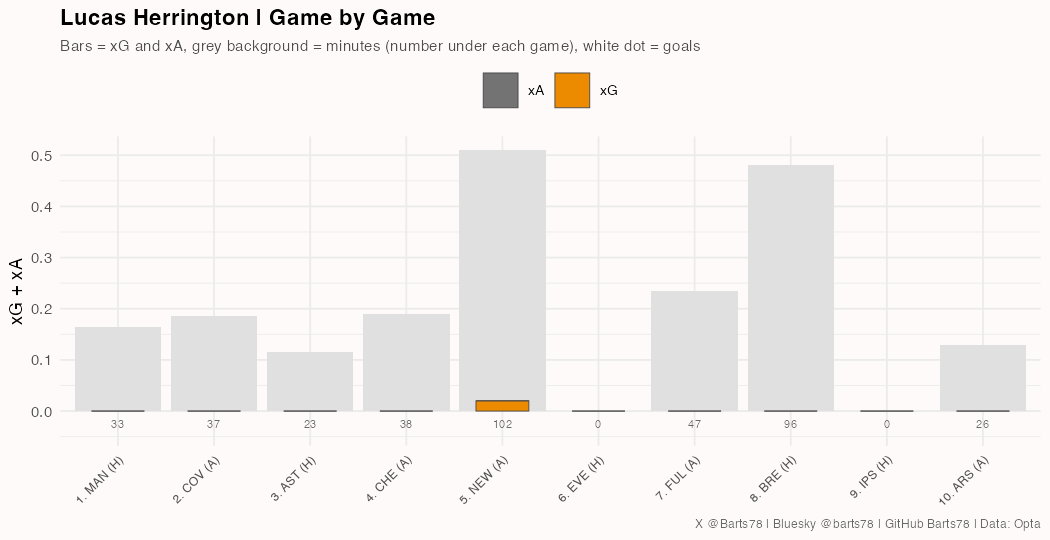 Lucas Herrington | Game by Game
Bars = xG and xA, grey background = minutes (number under each game), white dot = goals
xA xG
xG + xA
0.5
0.4
0.3
0.2
0.1
0.0
33 37 23 38 102 0 47 96 0 26
1. MAN (H) 2. COV (A) 3. AST (H) 4. CHE (A) 5. NEW (A) 6. EVE (H) 7. FUL (A) 8. BRE (H) 9. IPS (H) 10. ARS (A)
X @Barts78 | Bluesky @barts78 | GitHub Barts78 | Data: Opta